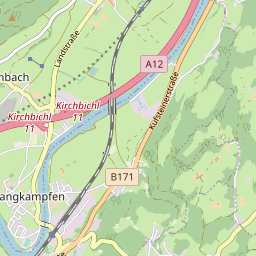 Landstraße
A12
nbach
Kirchbichl
11
Kirchbichl
11
Kufsteinerstraße
B171
angkampfen